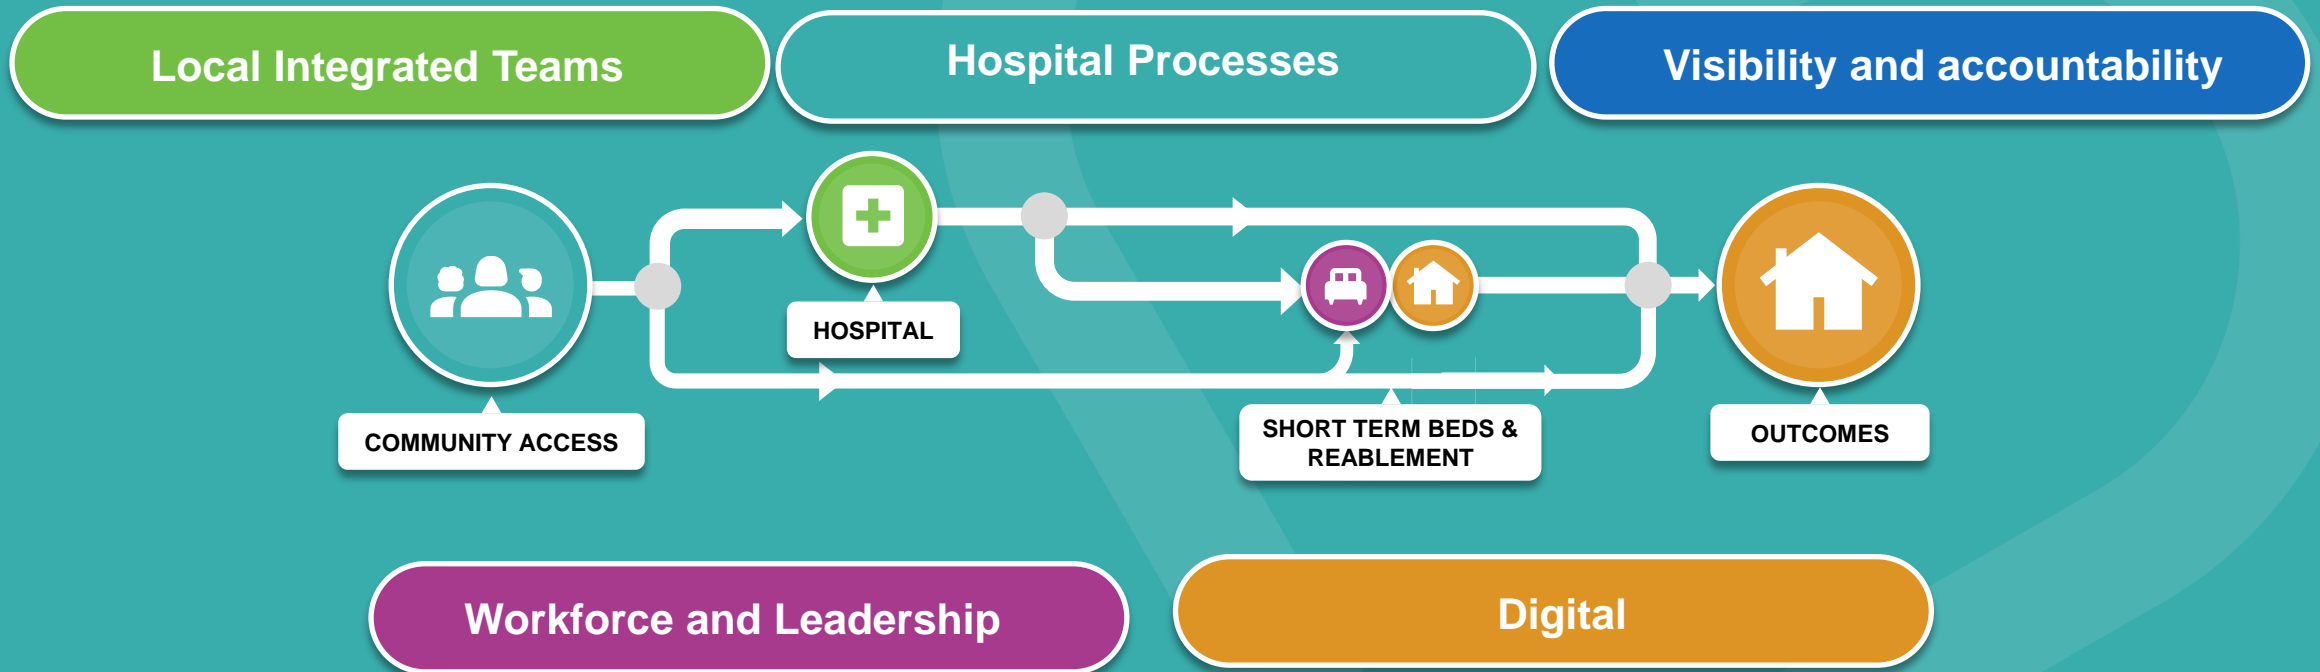 Local Integrated Teams
Hospital Processes
Visibility and accountability
HOSPITAL
COMMUNITY ACCESS
SHORT TERM BEDS &
REABLEMENT
OUTCOMES
Workforce and Leadership
Digital